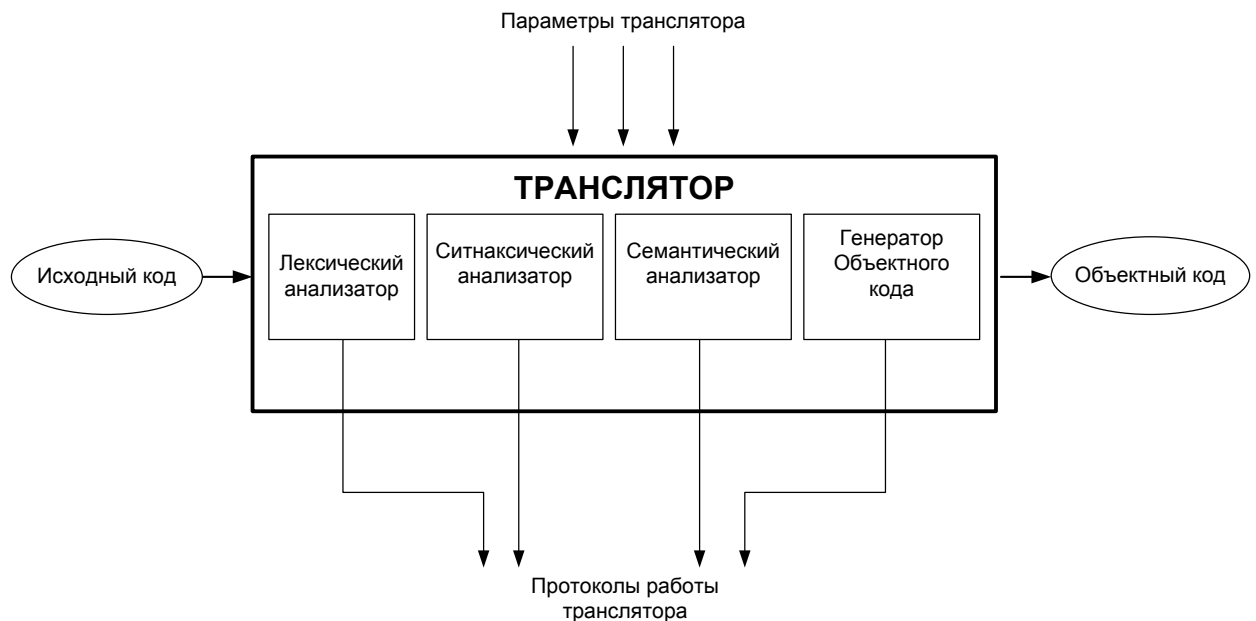 Параметры транслятора
ТРАНСЛЯТОР
Исходный код
Лексический
анализатор
Ситнаксический
анализатор
Семантический
анализатор
Генератор
Объектного
кода
Объектный код
Протоколы работы
транслятора